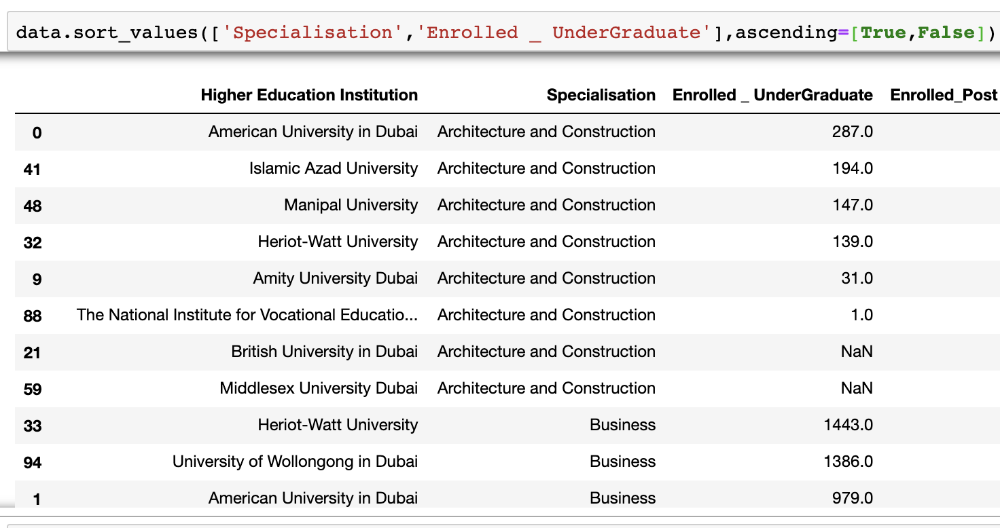 data.sort_values(['Specialisation','Enrolled _ UnderGraduate'],ascending=[True,False])
Higher Education Institution Specialisation Enrolled _ UnderGraduate Enrolled_Post
0 American University in Dubai Architecture and Construction 287.0
41 Islamic Azad University Architecture and Construction 194.0
48 Manipal University Architecture and Construction 147.0
32 Heriot-Watt University Architecture and Construction 139.0
9 Amity University Dubai Architecture and Construction 31.0
88 The National Institute for Vocational Educatio... Architecture and Construction 1.0
21 British University in Dubai Architecture and Construction NaN
59 Middlesex University Dubai Architecture and Construction NaN
33 Heriot-Watt University Business 1443.0
94 University of Wollongong in Dubai Business 1386.0
1 American University in Dubai Business 979.0